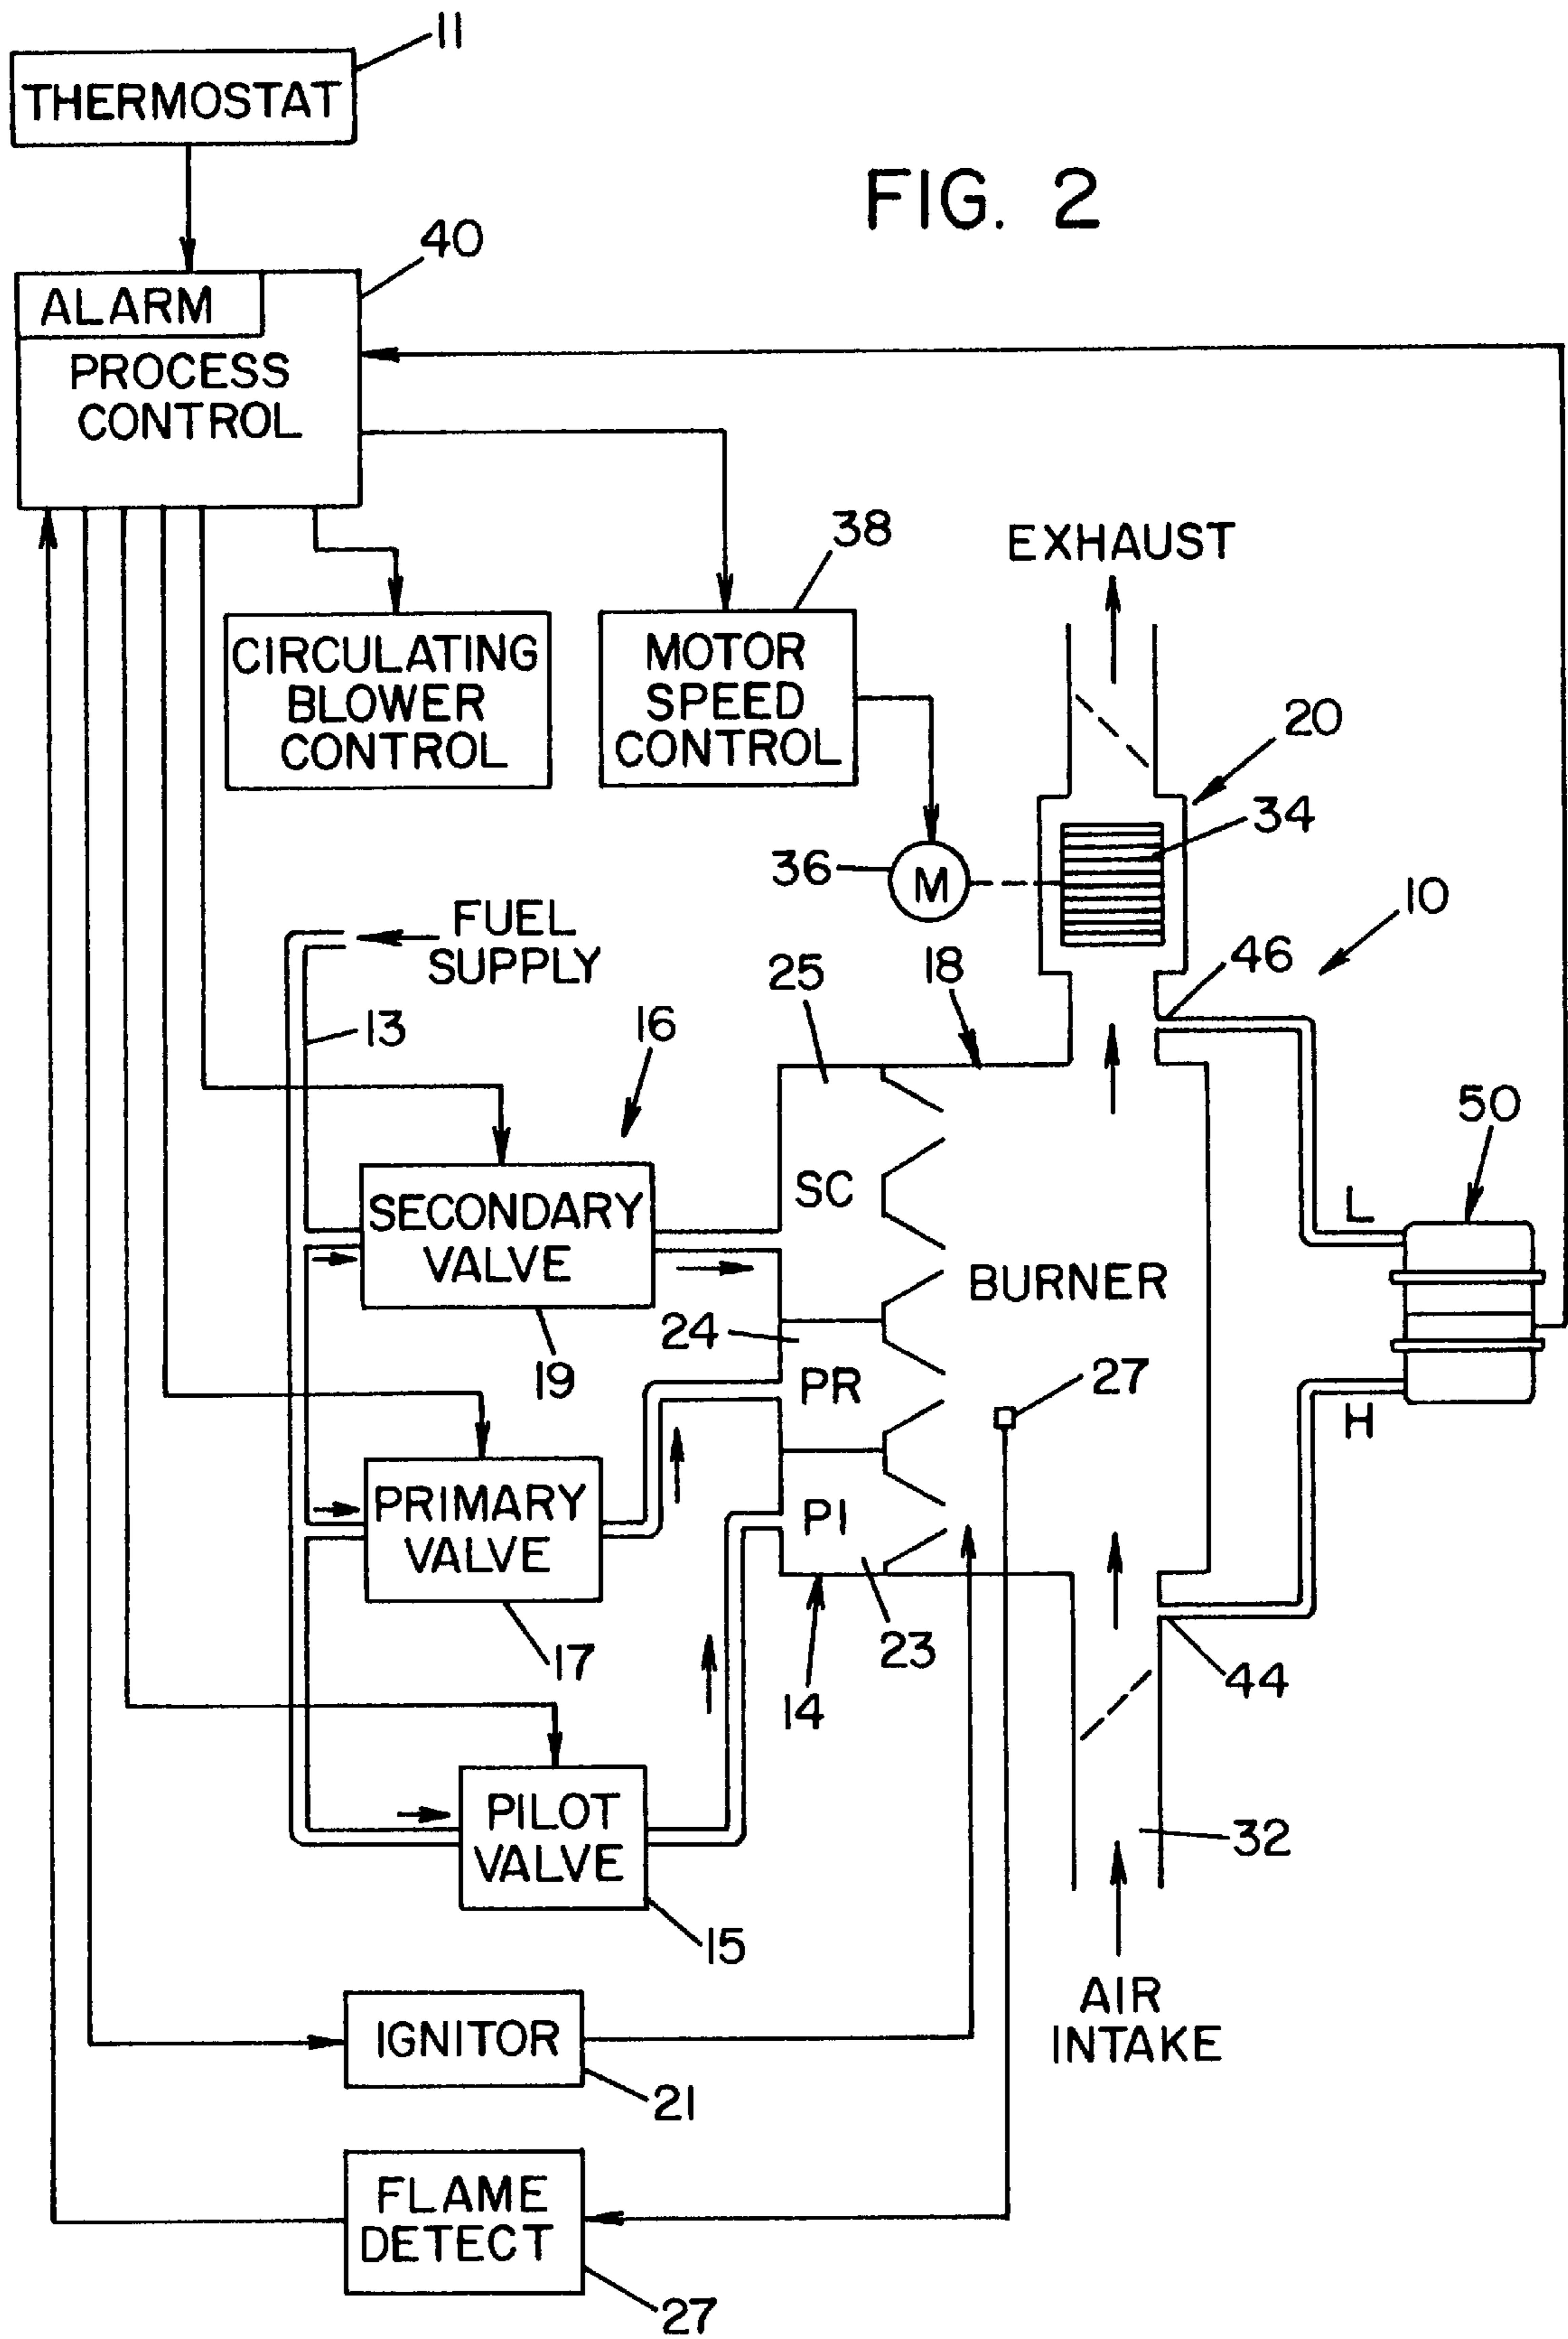 11
THERMOSTAT
FIG. 2
40
ALARM
PROCESS
CONTROL
38
EXHAUST
CIRCULATING
BLOWER
CONTROL
MOTOR
SPEED
CONTROL
20
34
36
M
10
FUEL
SUPPLY
46
18
25
13
16
50
SC
L
SECONDARY
VALVE
BURNER
24
19
PR
27
H
PRIMARY
VALVE
PI
23
17
14
44
PILOT
VALVE
32
15
AIR
INTAKE
IGNITOR
21
FLAME
DETECT
27